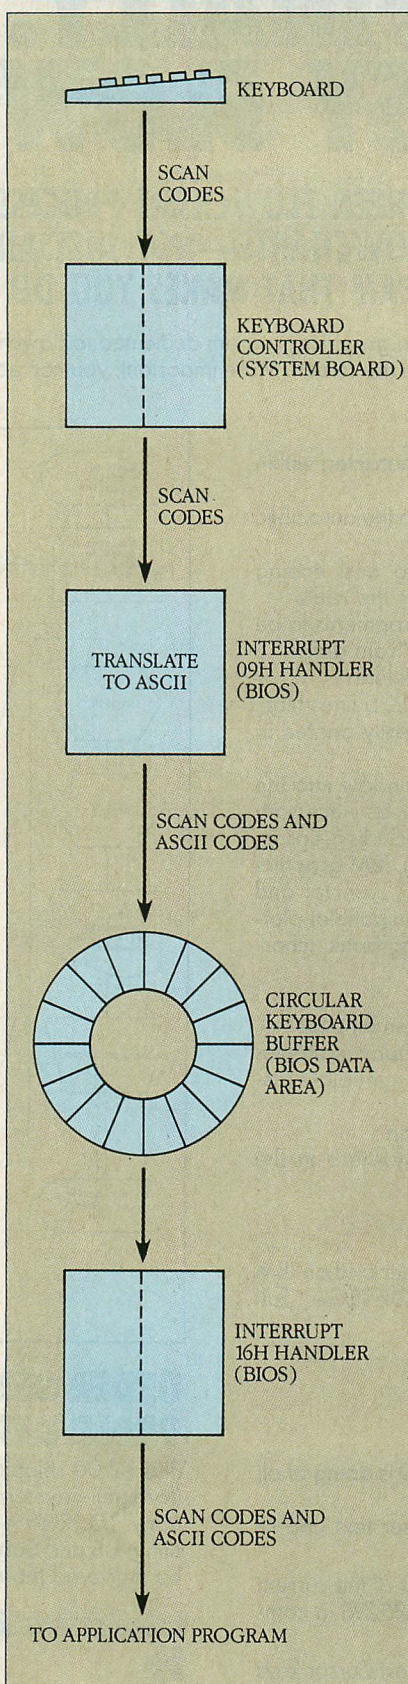 KEYBOARD
SCAN
CODES
KEYBOARD
CONTROLLER
(SYSTEM BOARD)
SCAN
CODES
TRANSLATE
TO ASCII
INTERRUPT
09H HANDLER
(BIOS)
SCAN CODES AND
ASCII CODES
CIRCULAR
KEYBOARD
BUFFER
(BIOS DATA
AREA)
INTERRUPT
16H HANDLER
(BIOS)
SCAN CODES AND
ASCII CODES
TO APPLICATION PROGRAM